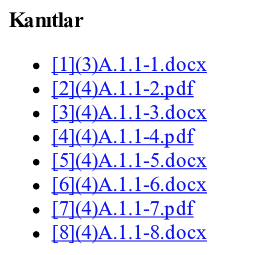 Kanıtlar
[1](3)A.1.1-1.docx
[2](4)A.1.1-2.pdf
[3](4)A.1.1-3.docx
[4](4)A.1.1-4.pdf
[5](4)A.1.1-5.docx
[6](4)A.1.1-6.docx
[7](4)A.1.1-7.pdf
[8](4)A.1.1-8.docx